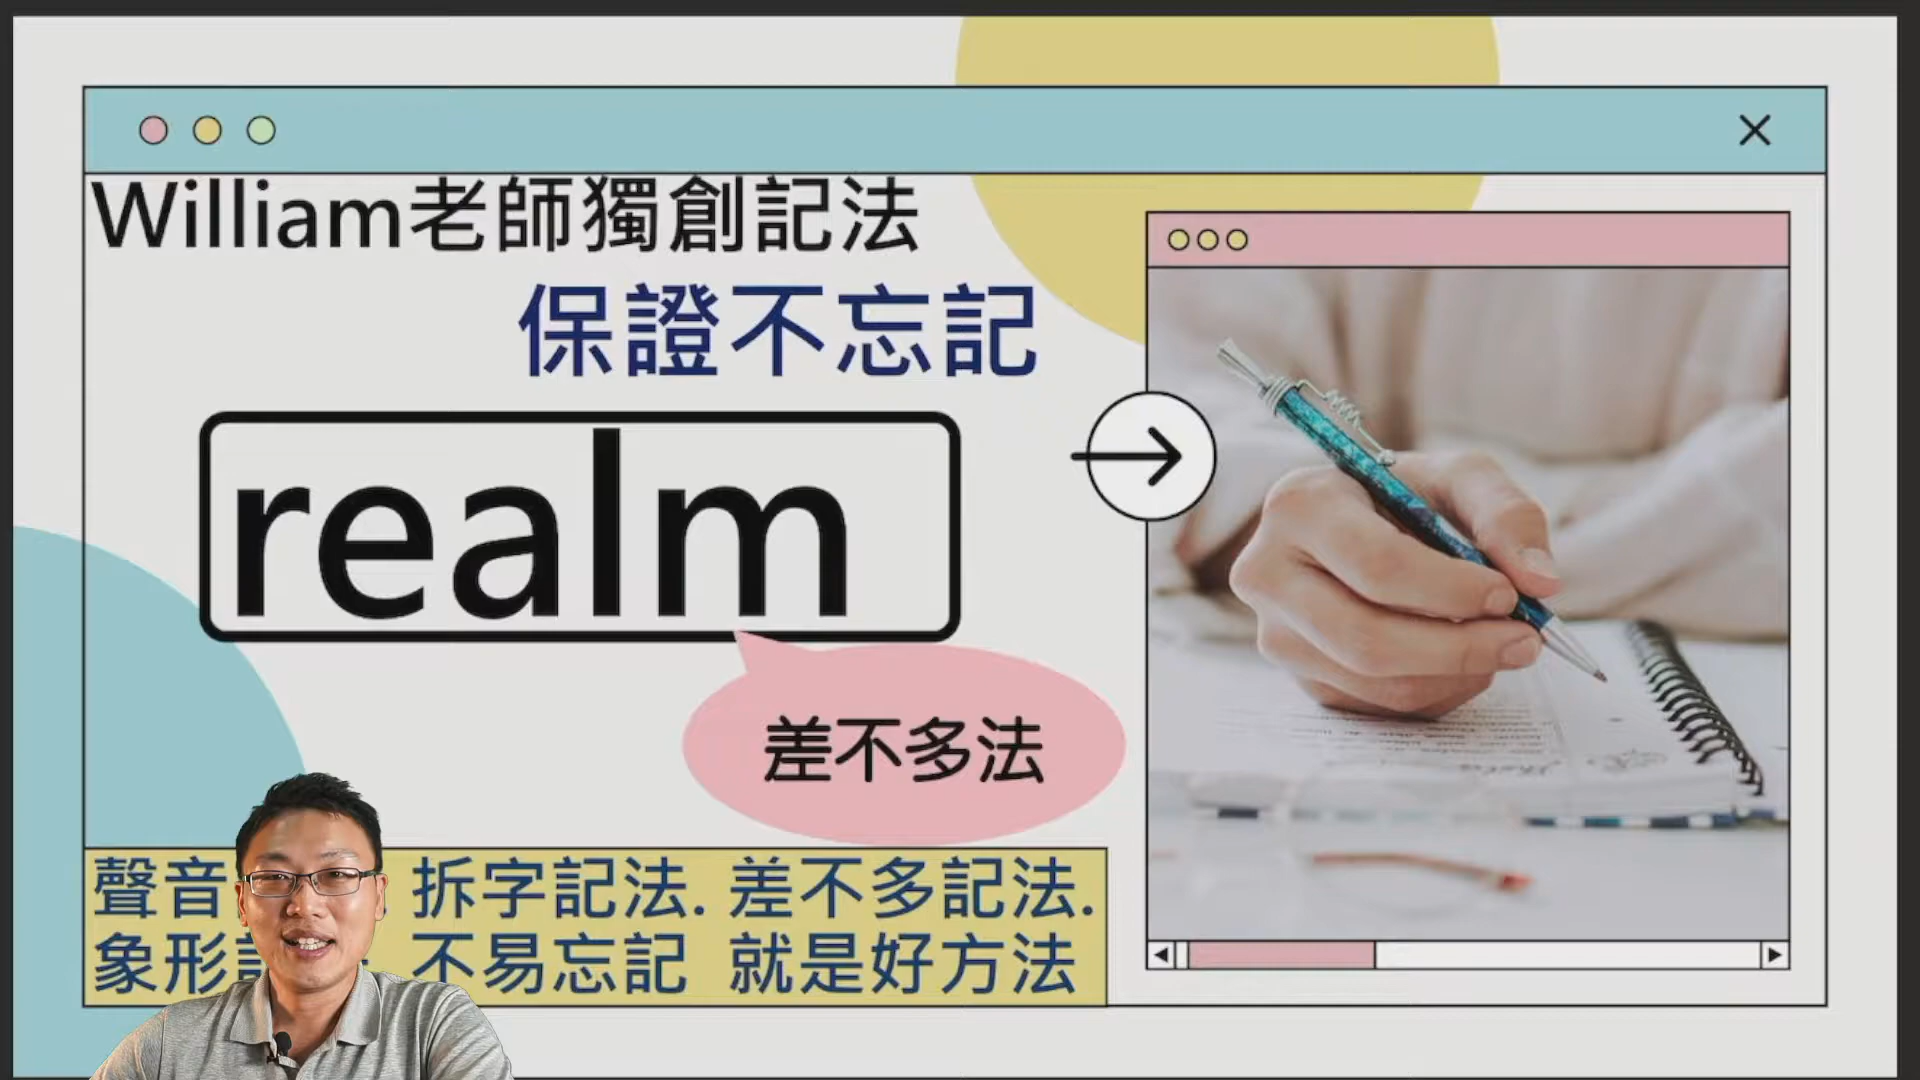 William老師獨創記法
保證不忘記
realm
差不多法
聲音 拆字記法. 差不多記法.
象形 不易忘記 就是好方法